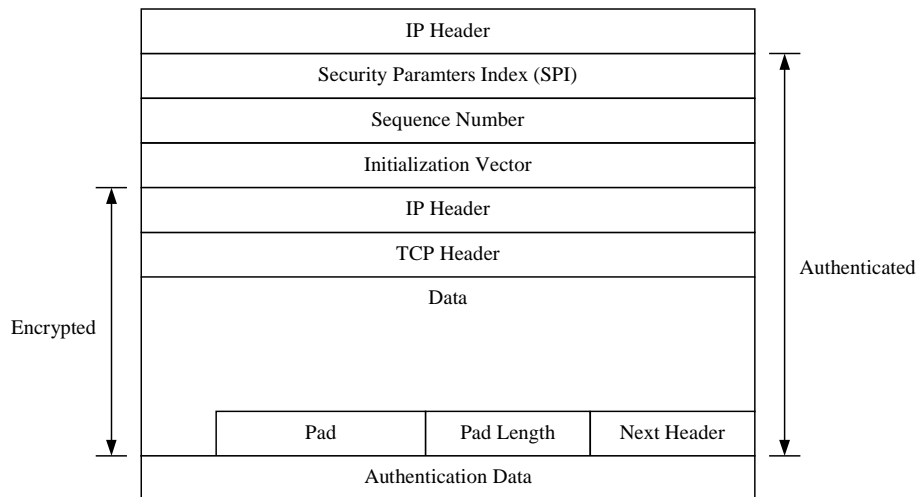 IP Header
Security Paramters Index (SPI)
Sequence Number
Initialization Vector
IP Header
TCP Header
Authenticated
Data
Encrypted
Pad
Pad Length
Next Header
Authentication Data